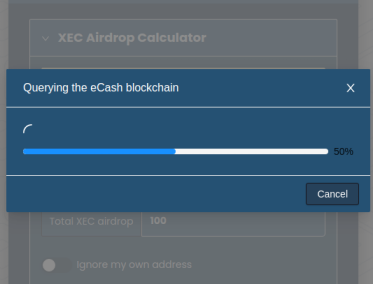 XEC Airdrop Calculator
Querying the eCash blockchain
50%
Cancel
Total XEC airdrop 100
Ignore my own address